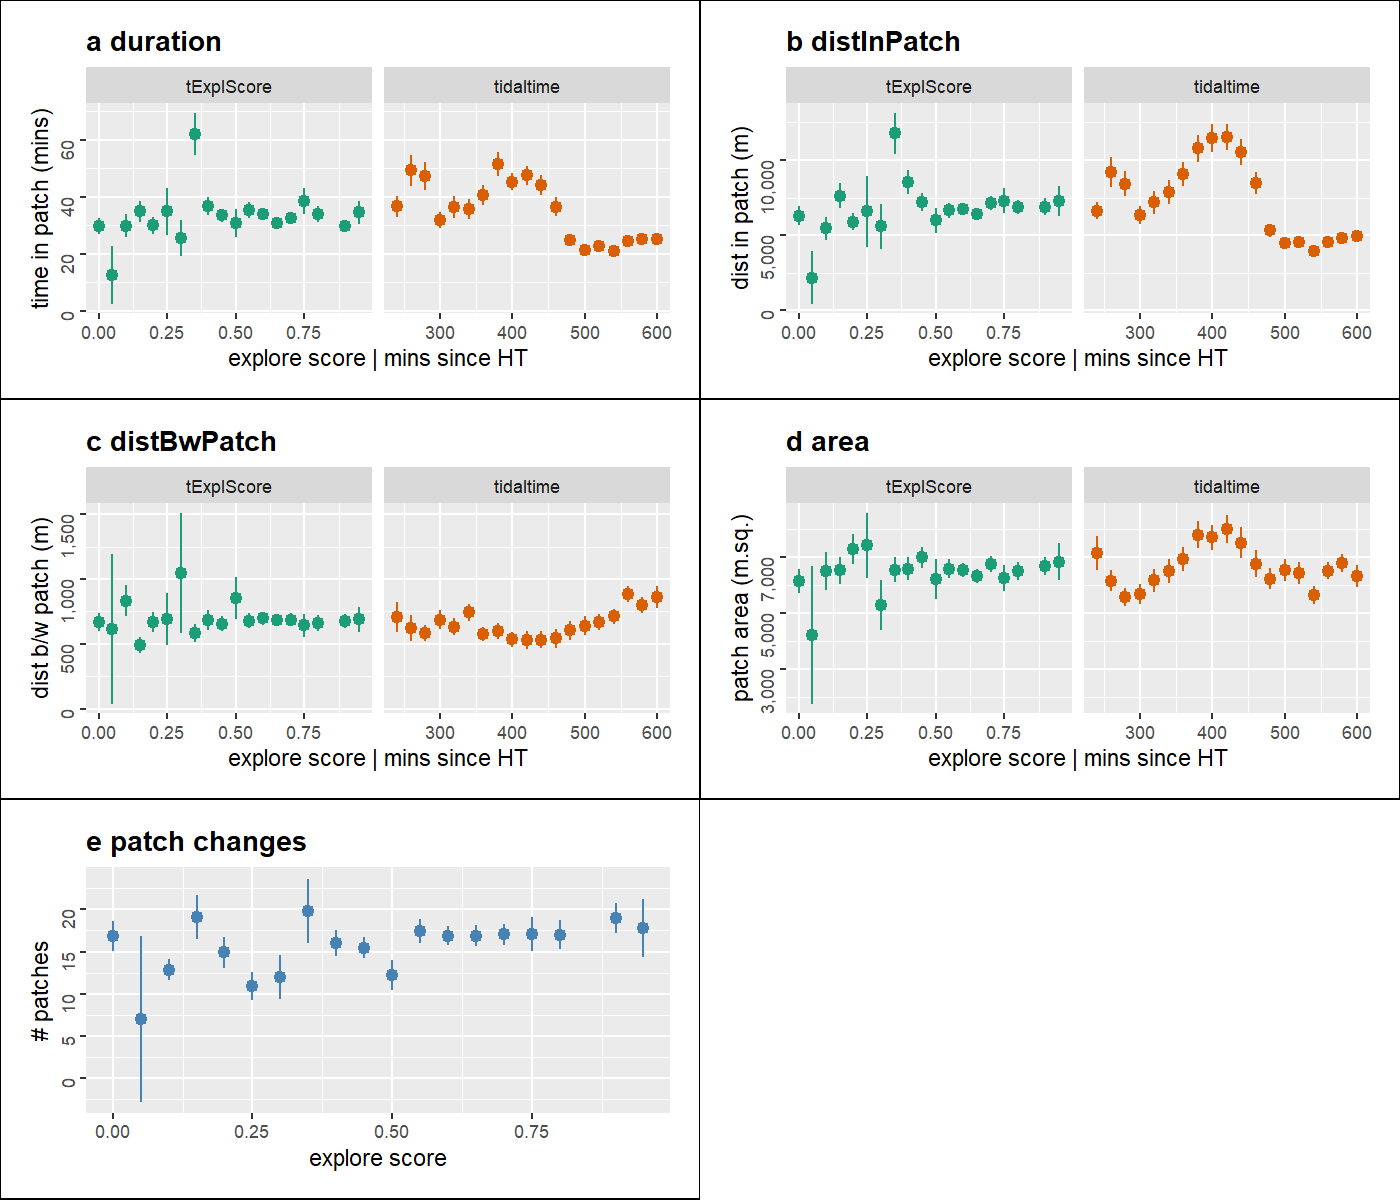 a duration
tExplScore tidaltime
time in patch (mins)
60
40
20
0
0.00 0.25 0.50 0.75 300 400 500 600
explore score | mins since HT
b distInPatch
tExplScore tidaltime
dist in patch (m)
10,000
5,000
0
0.00 0.25 0.50 0.75 300 400 500 600
explore score | mins since HT
c distBwPatch
tExplScore tidaltime
dist b/w patch (m)
1,500
1,000
500
0
0.00 0.25 0.50 0.75 300 400 500 600
explore score | mins since HT
d area
tExplScore tidaltime
patch area (m.sq.)
7,000
5,000
3,000
0.00 0.25 0.50 0.75 300 400 500 600
explore score | mins since HT
e patch changes
# patches
20
15
10
5
0
0.00 0.25 0.50 0.75
explore score